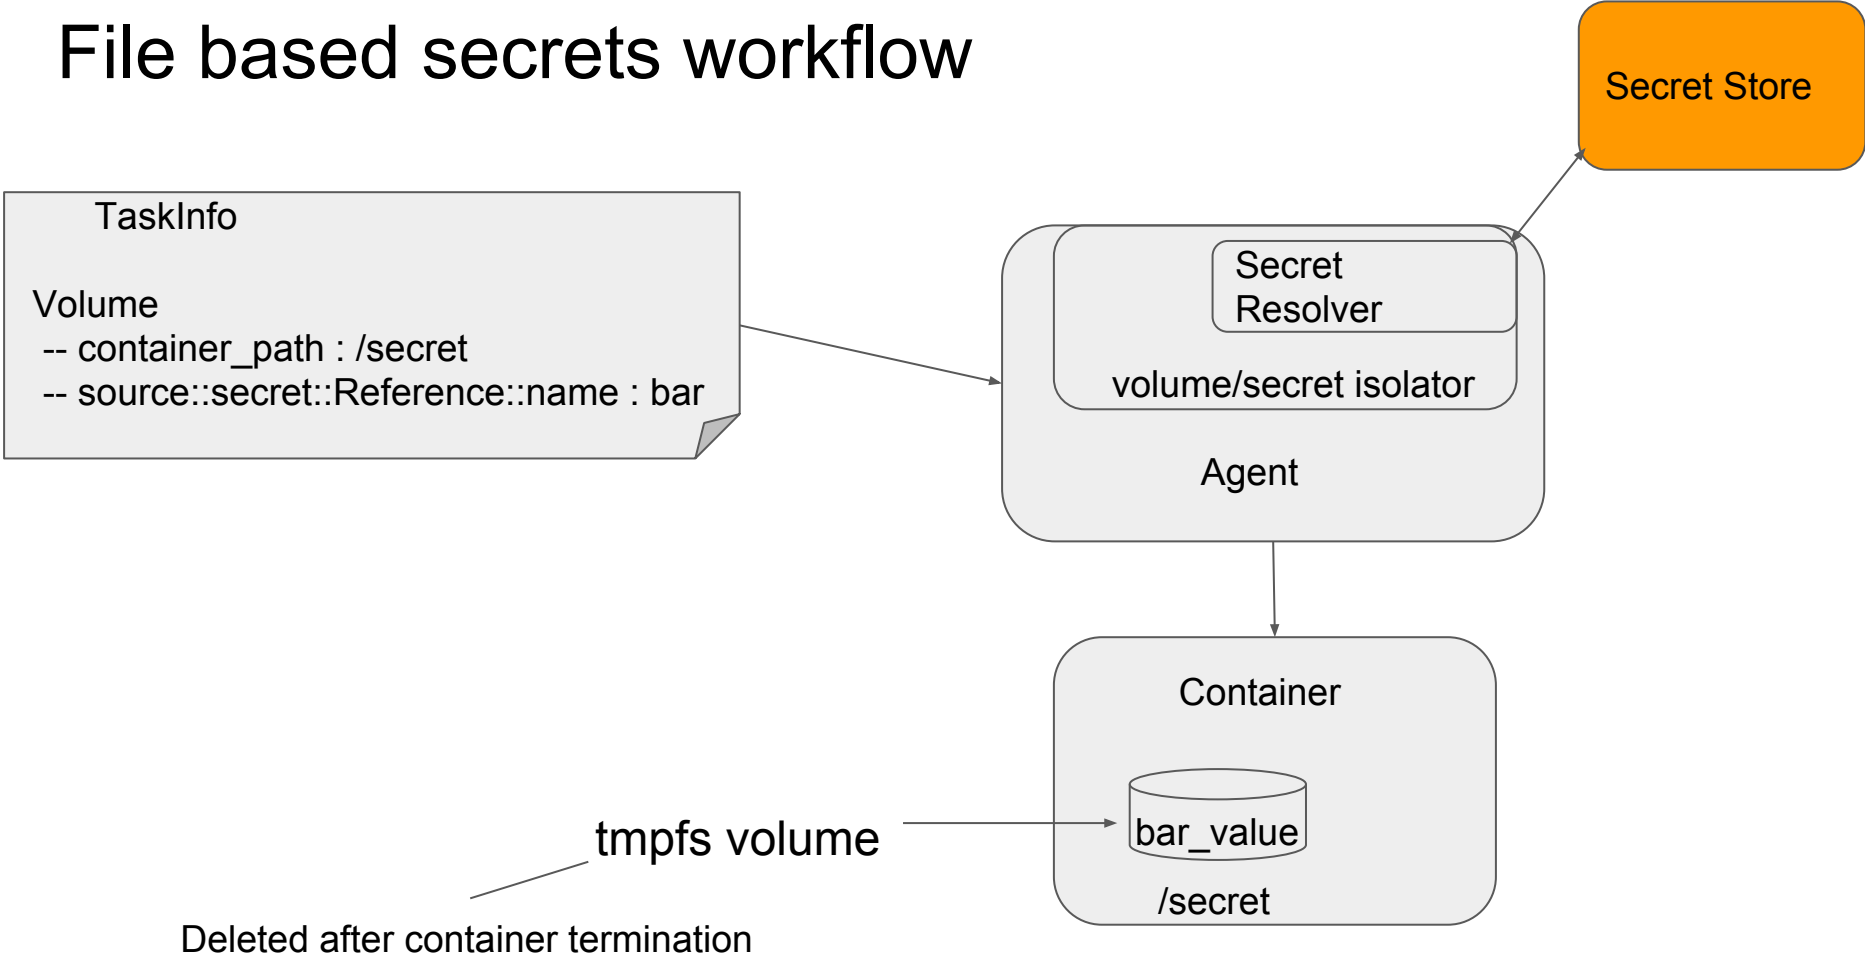 File based secrets workflow
Secret Store
TaskInfo
Volume
-- container_path : /secret
-- source::secret::Reference::name : bar
Secret
Resolver
volume/secret isolator
Agent
Container
tmpfs volume
bar_value
/secret
Deleted after container termination